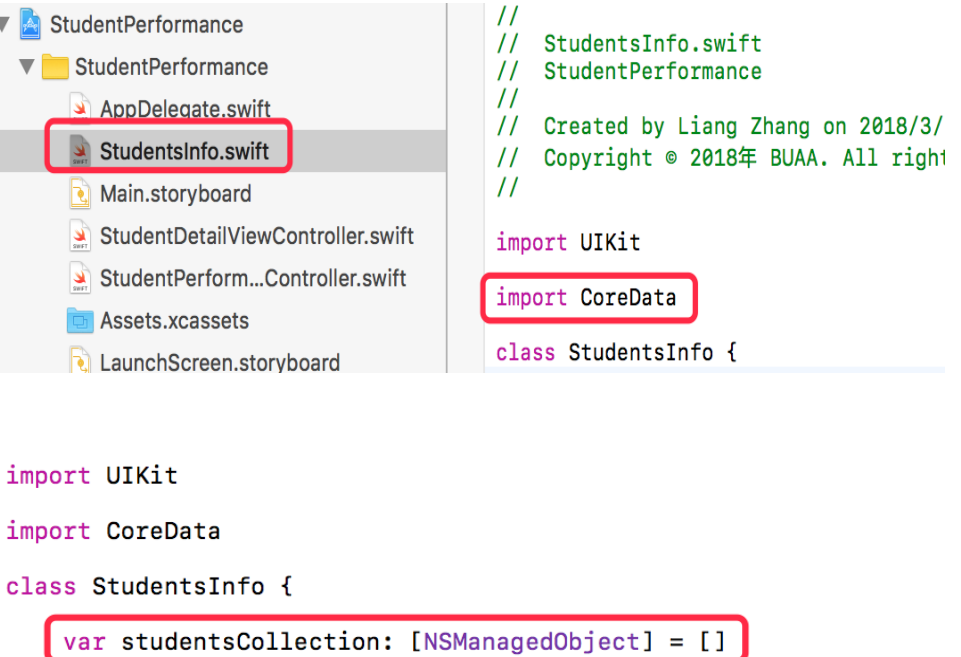 StudentPerformance
StudentPerformance
AppDelegate.swift
StudentsInfo.swift
Main.storyboard
StudentDetailViewController.swift
StudentPerform...Controller.swift
Assets.xcassets
LaunchScreen.storyboard
//
// StudentsInfo.swift
// StudentPerformance
//
// Created by Liang Zhang on 2018/3/
// Copyright © 2018年 BUAA. All right
//
import UIKit
import CoreData
class StudentsInfo {
import UIKit
import CoreData
class StudentsInfo {
var studentsCollection: [NSManagedObject] = []